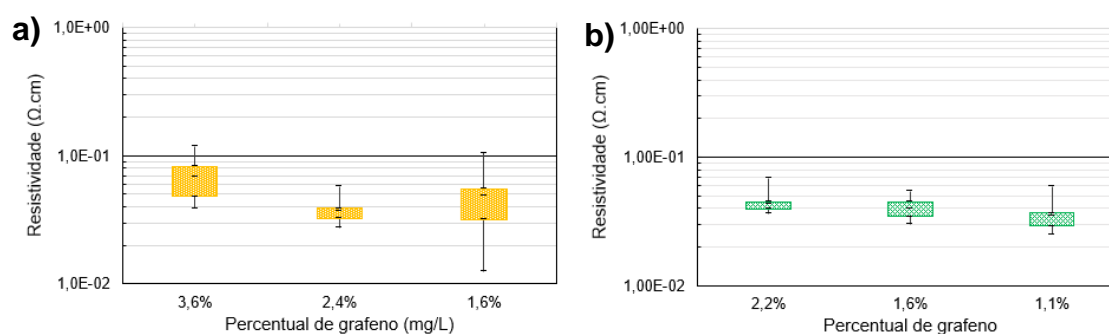 a)
Resistividade (Ω.cm)
1,0E+00
1,0E-01
1,0E-02
3,6%
2,4%
1,6%
Percentual de grafeno (mg/L)
b)
Resistividade (Ω.cm)
1,0E+00
1,0E-01
1,00E-02
2,2%
1,6%
1,1%
Percentual de grafeno